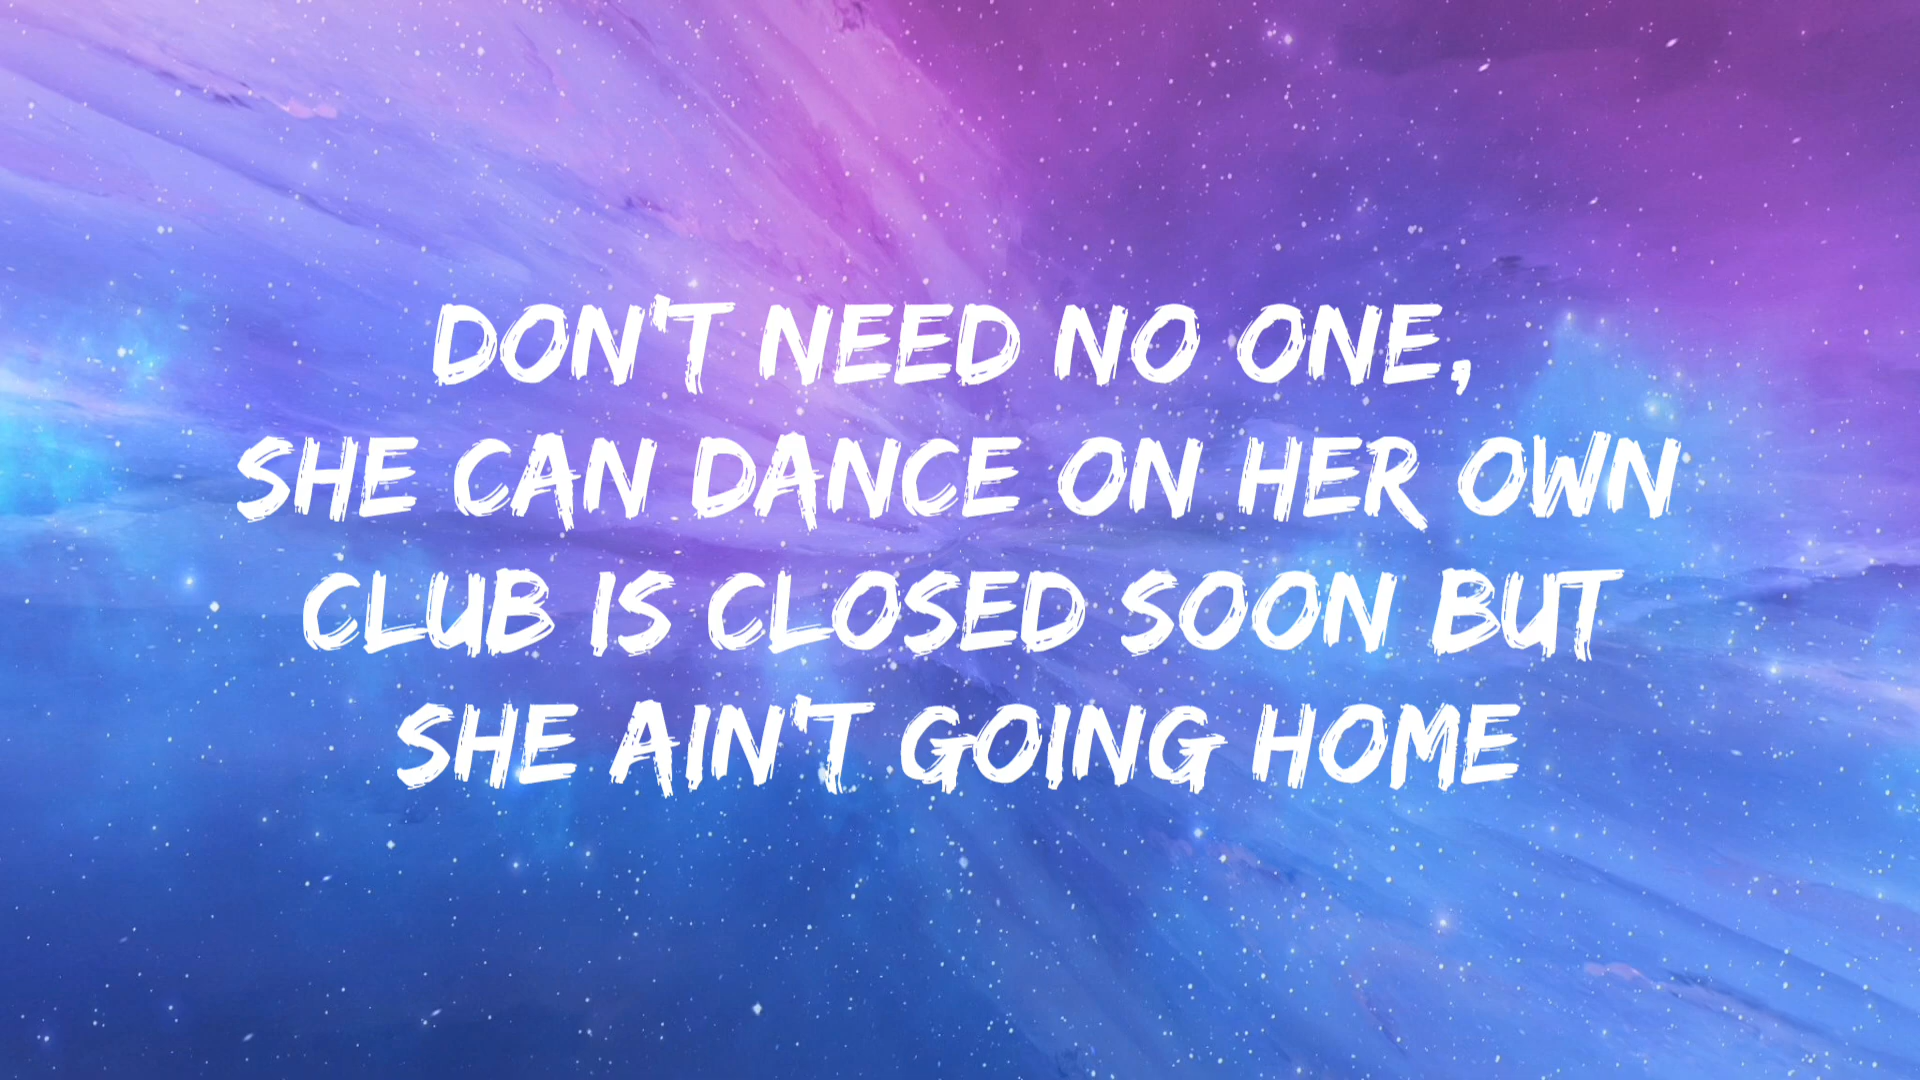 DON'T NEED NO ONE,
SHE CAN DANCE ON HER OWN
CLUB IS CLOSED SOON BUT
SHE AIN'T GOING HOME